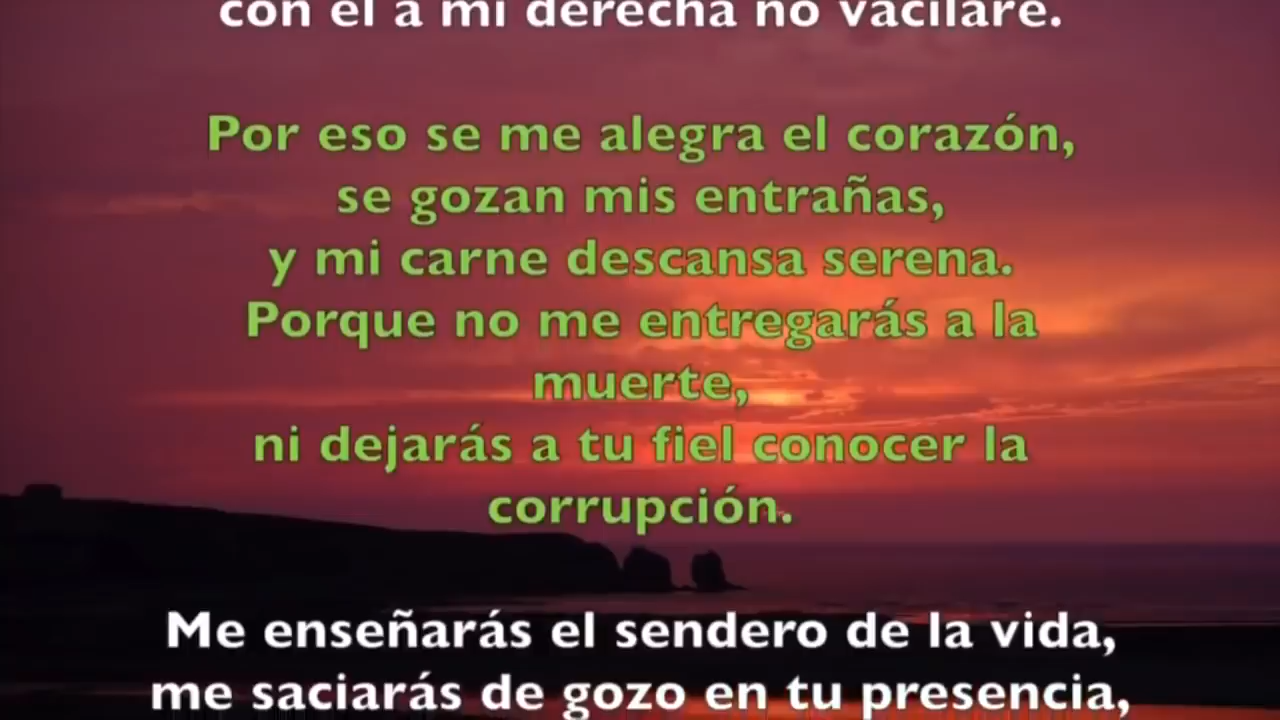 con él a mi derecha no vacilaré.
Por eso se me alegra el corazón,
se gozan mis entrañas,
y mi carne descansa serena.
Porque no me entregarás a la
muerte,
ni dejarás a tu fiel conocer la
corrupción.
Me enseñarás el sendero de la vida,
me saciarás de gozo en tu presencia,